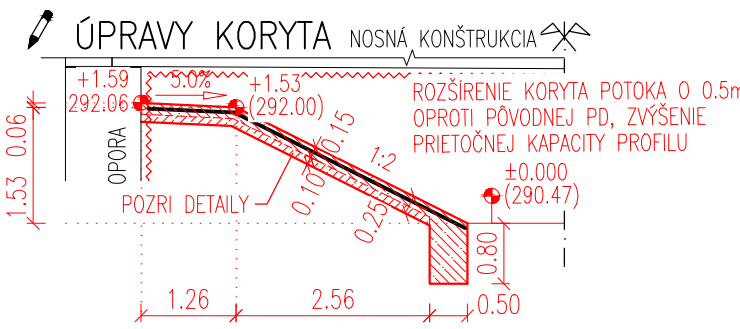 ÚPRAVY KORYTA NOSNÁ KONŠTRUKCIA
+1.59
292.06)
5.0%
+1.53
(292.00)
ROZŠÍRENIE KORYTA POTOKA O 0.5m
OPROTI PÔVODNEJ PD, ZVÝŠENIE
PRIETOČNEJ KAPACITY PROFILU
±0.000
(290.47)
OPORA
0.06
1.53
POZRI DETAILY
0.15
0.10
1:2
0.25
0.80
1.26
2.56
0.50